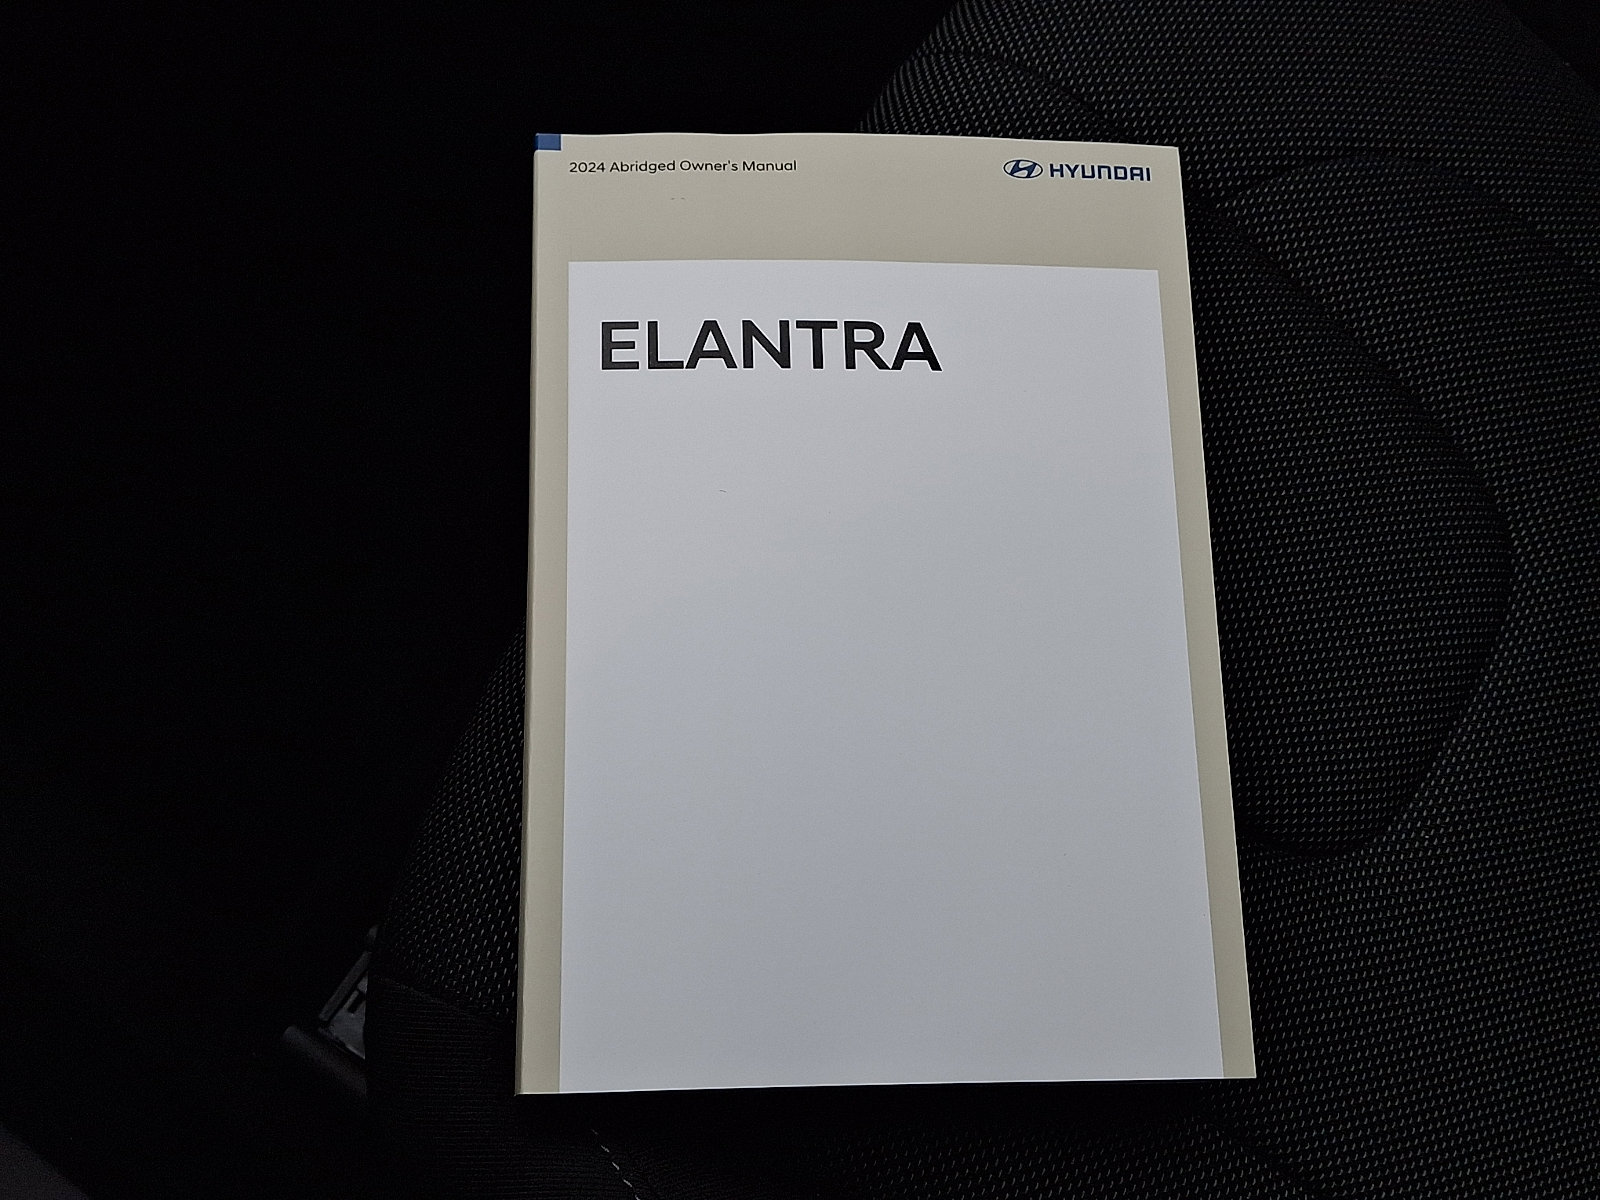 2024 Abridged Owner's Manual
HYUNDAI
ELANTRA